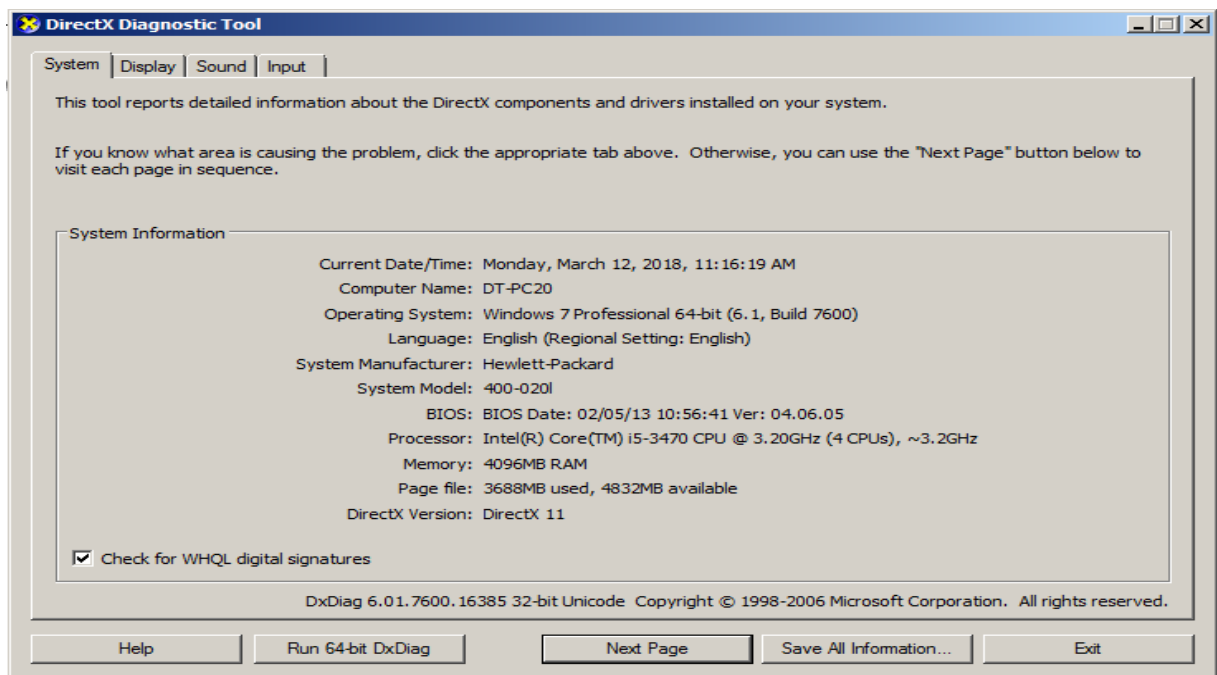 DirectX Diagnostic Tool
System Display Sound Input
This tool reports detailed information about the DirectX components and drivers installed on your system.
If you know what area is causing the problem, click the appropriate tab above. Otherwise, you can use the "Next Page" button below to
visit each page in sequence.
System Information
Current Date/Time: Monday, March 12, 2018, 11:16:19 AM
Computer Name: DT-PC20
Operating System: Windows 7 Professional 64-bit (6.1, Build 7600)
Language: English (Regional Setting: English)
System Manufacturer: Hewlett-Packard
System Model: 400-020l
BIOS: BIOS Date: 02/05/13 10:56:41 Ver: 04.06.05
Processor: Intel(R) Core(TM) i5-3470 CPU @ 3.20GHz (4 CPUs), ~3.2GHz
Memory: 4096MB RAM
Page file: 3688MB used, 4832MB available
DirectX Version: DirectX 11
Check for WHQL digital signatures
DxDiag 6.01.7600.16385 32-bit Unicode Copyright © 1998-2006 Microsoft Corporation. All rights reserved.
Help Run 64-bit DxDiag Next Page Save All Information... Exit